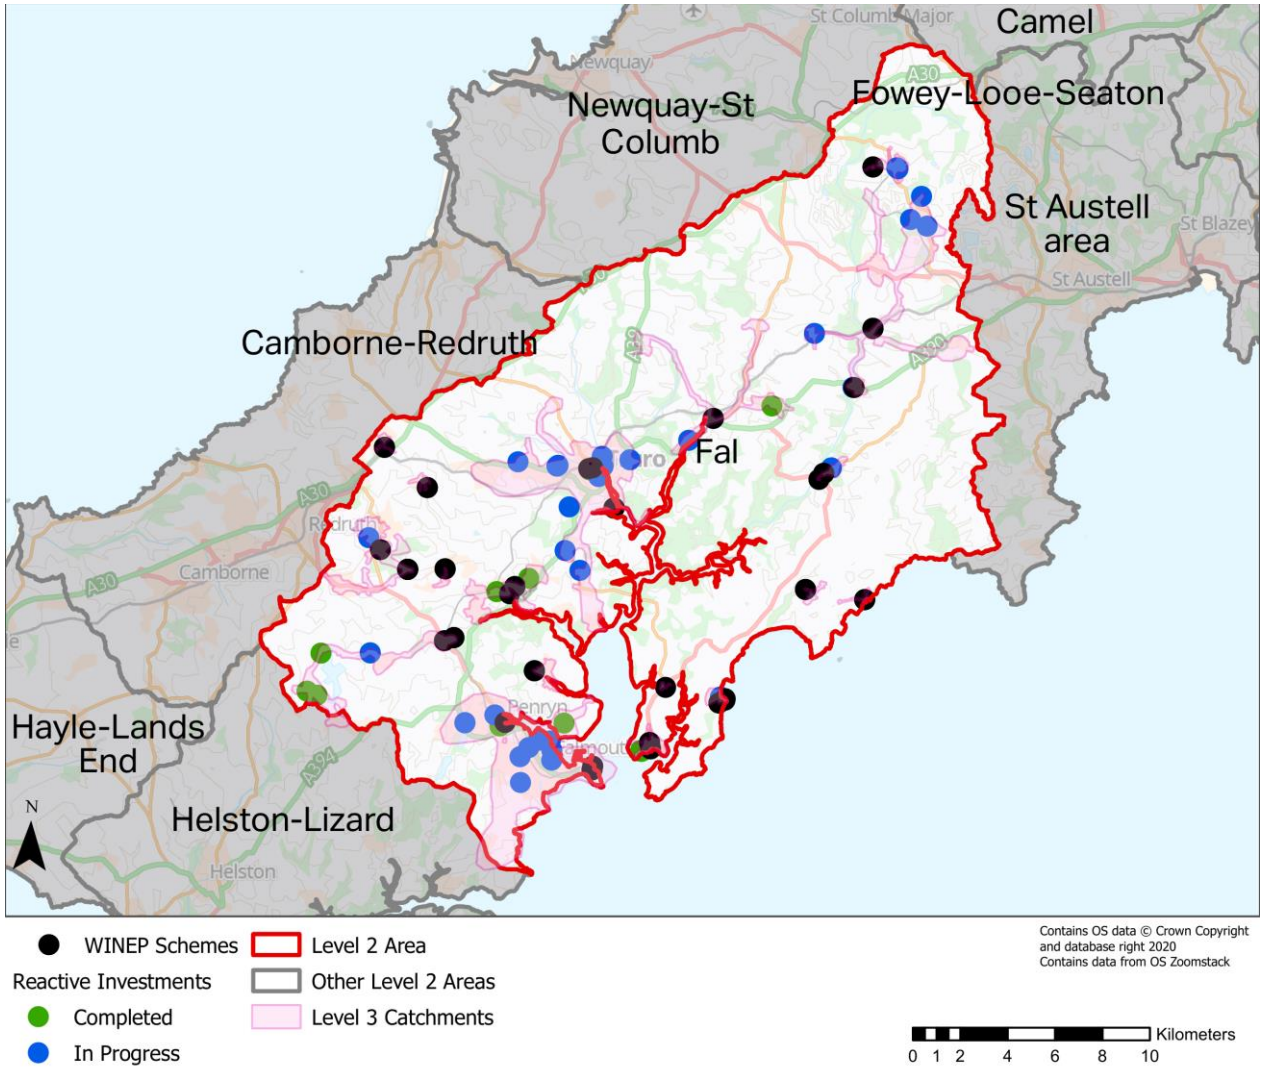 St Columb Major
Camel
Newquay
Fowey-Looe-Seaton
A30
Newquay-St
Columb
St Austell
area
St Blazey
St Austell
A30
Camborne-Redruth
A39
A390
Fal
A30
Redruth
Camborne
A30
Hayle-Lands
End
Penryn
A394
Helston-Lizard
N
Helston
WINEP Schemes
Level 2 Area
Reactive Investments
Other Level 2 Areas
Completed
Level 3 Catchments
In Progress
Contains OS data © Crown Copyright
and database right 2020
Contains data from OS Zoomstack
Kilometers
0 1 2 4 6 8 10